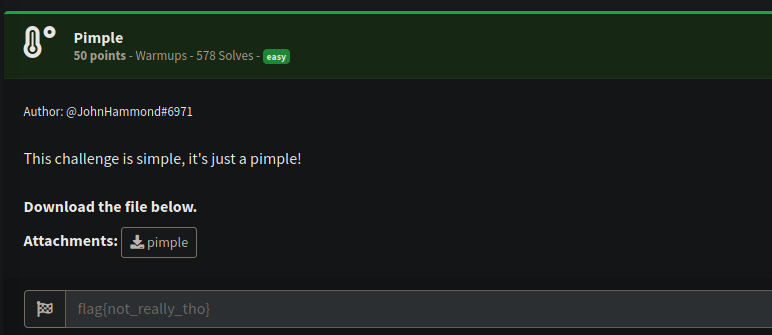 Pimple
50 points - Warmups - 578 Solves - easy
Author: @JohnHammond#6971
This challenge is simple, it's just a pimple!
Download the file below.
Attachments: pimple
flag{not_really_tho}